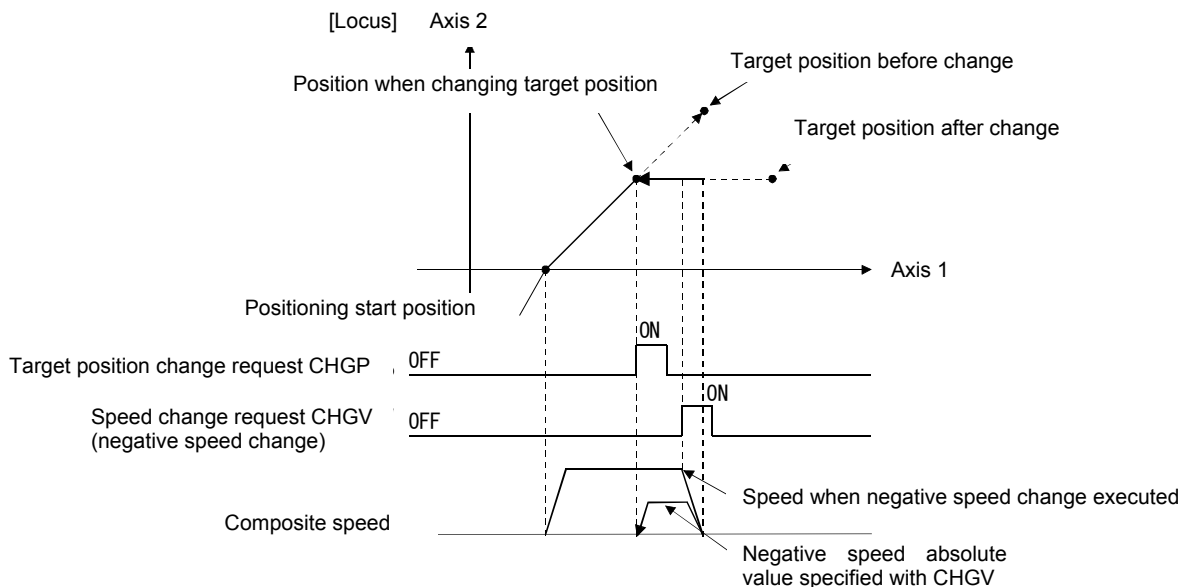 [Locus] Axis 2
Target position before change
Position when changing target position
Target position after change
Axis 1
Positioning start position
ON
Target position change request CHGP
OFF
ON
Speed change request CHGV
(negative speed change)
OFF
Speed when negative speed change executed
Composite speed
Negative speed absolute
value specified with CHGV